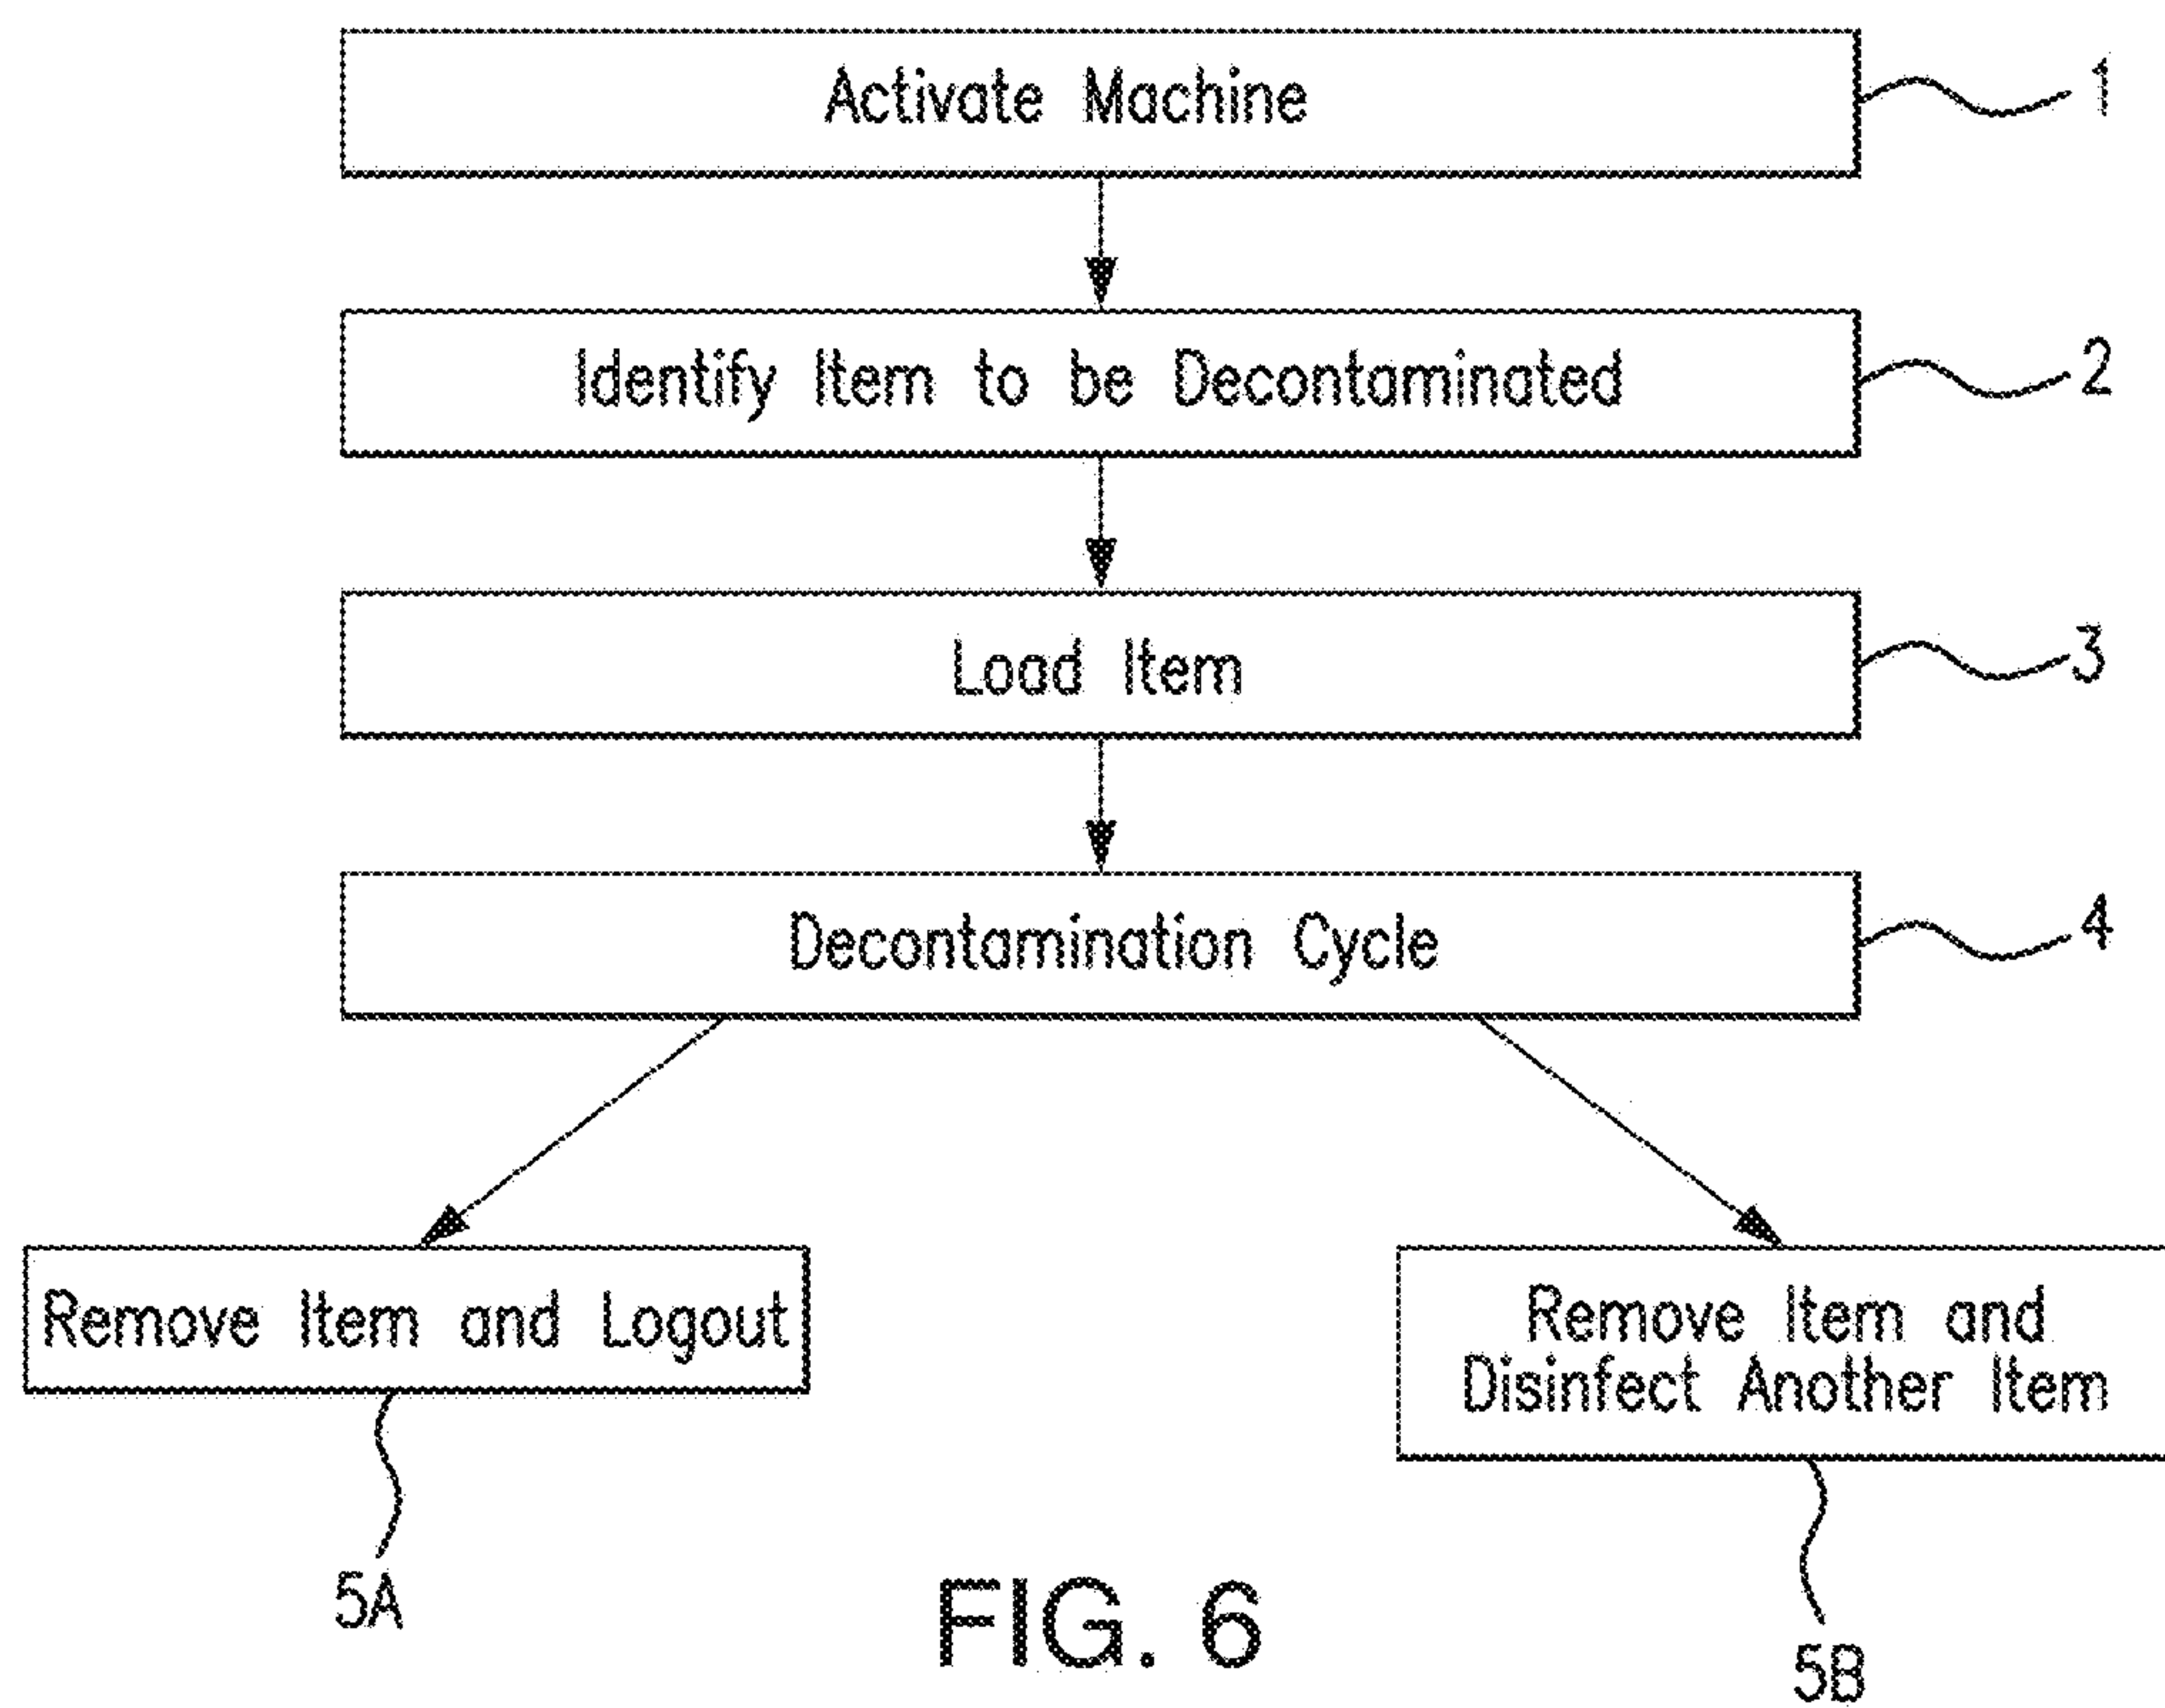 Activate Machine
1
Identify Item to be Decontaminated
2
Load Item
3
Decontamination Cycle
4
Remove Item and Logout
Remove Item and
Disinfect Another Item
5A
5B
FIG. 6